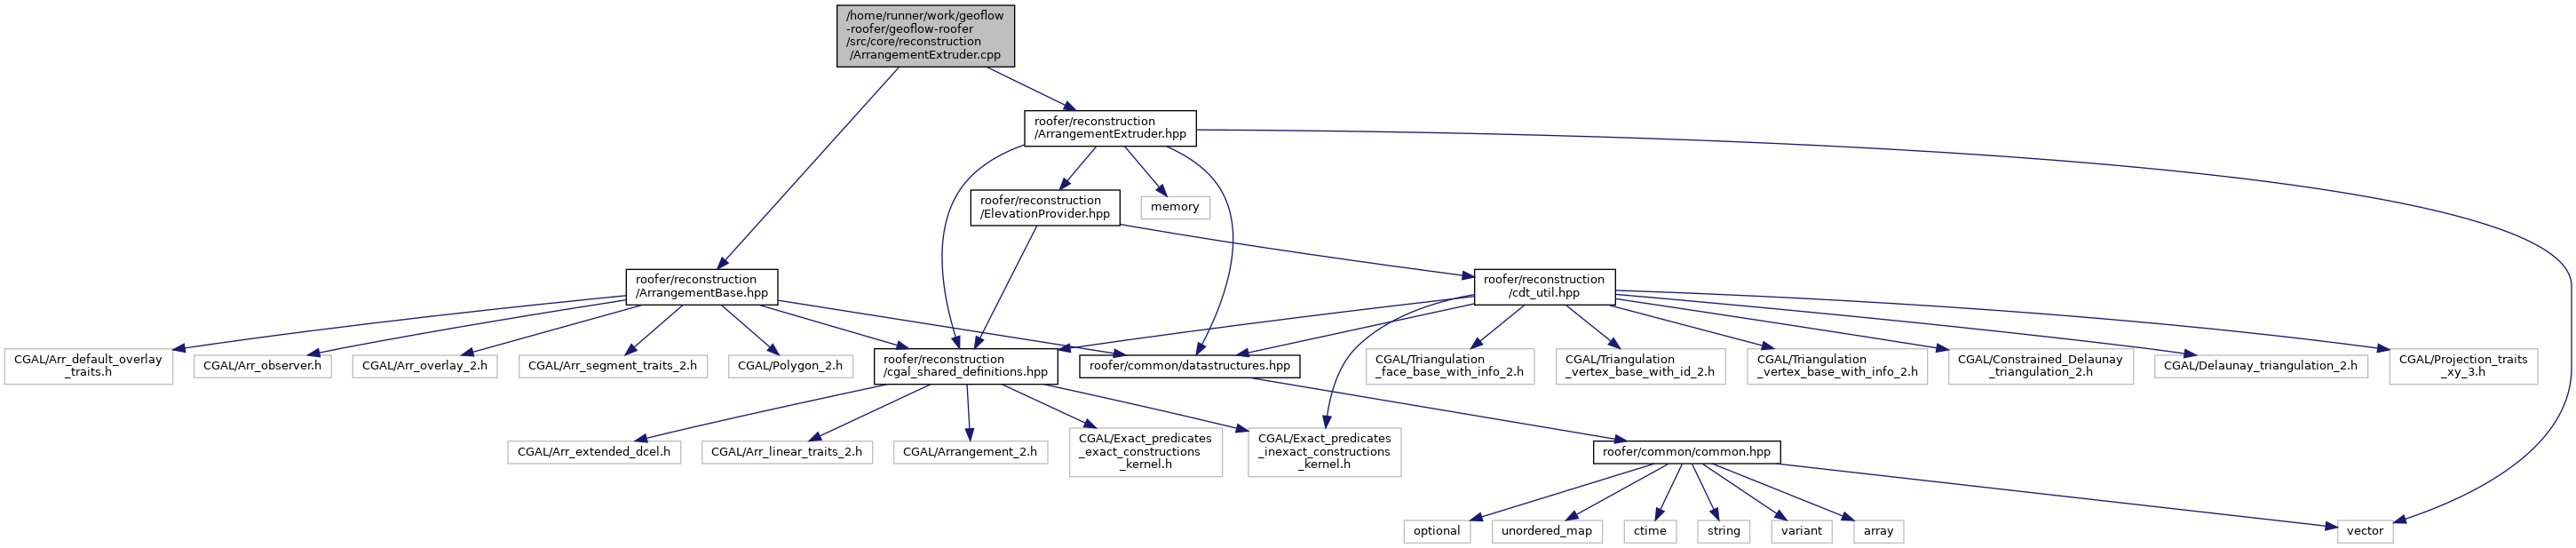 /home/runner/work/geoflow
-roofer/geoflow-roofer
/src/core/reconstruction
/ArrangementExtruder.cpp
roofer/reconstruction
/ArrangementExtruder.hpp
roofer/reconstruction
/ElevationProvider.hpp
memory
roofer/reconstruction
/ArrangementBase.hpp
roofer/reconstruction
/cdt_util.hpp
CGAL/Arr_default_overlay
_traits.h
CGAL/Arr_observer.h
CGAL/Arr_overlay_2.h
CGAL/Arr_segment_traits_2.h
CGAL/Polygon_2.h
roofer/reconstruction
/cgal_shared_definitions.hpp
roofer/common/datastructures.hpp
CGAL/Triangulation
_face_base_with_info_2.h
CGAL/Triangulation
_vertex_base_with_id_2.h
CGAL/Triangulation
_vertex_base_with_info_2.h
CGAL/Constrained_Delaunay
_triangulation_2.h
CGAL/Delaunay_triangulation_2.h
CGAL/Projection_traits
_xy_3.h
CGAL/Arr_extended_dcel.h
CGAL/Arr_linear_traits_2.h
CGAL/Arrangement_2.h
CGAL/Exact_predicates
_exact_constructions
_kernel.h
CGAL/Exact_predicates
_inexact_constructions
_kernel.h
roofer/common/common.hpp
optional
unordered_map
ctime
string
variant
array
vector